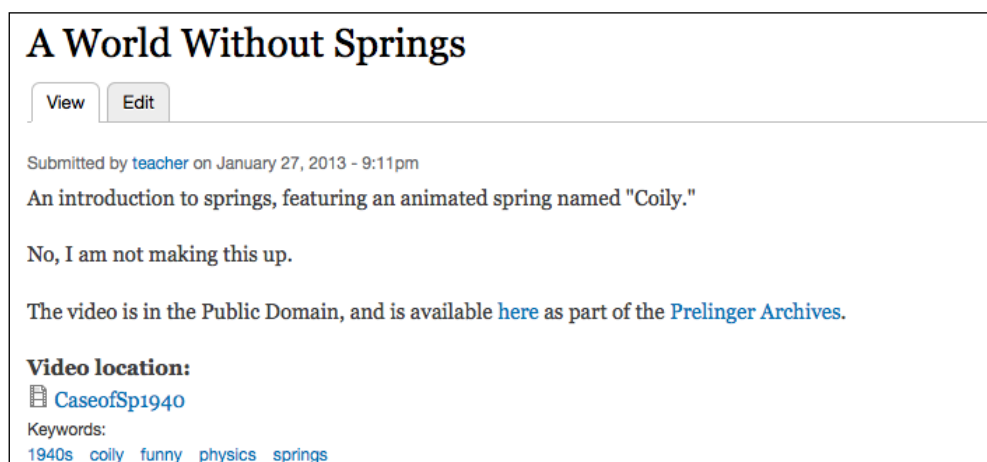 A World Without Springs
View Edit
Submitted by teacher on January 27, 2013 - 9:11pm
An introduction to springs, featuring an animated spring named "Coily."
No, I am not making this up.
The video is in the Public Domain, and is available here as part of the Prelinger Archives.
Video location:
CaseofSp1940
Keywords:
1940s coily funny physics springs